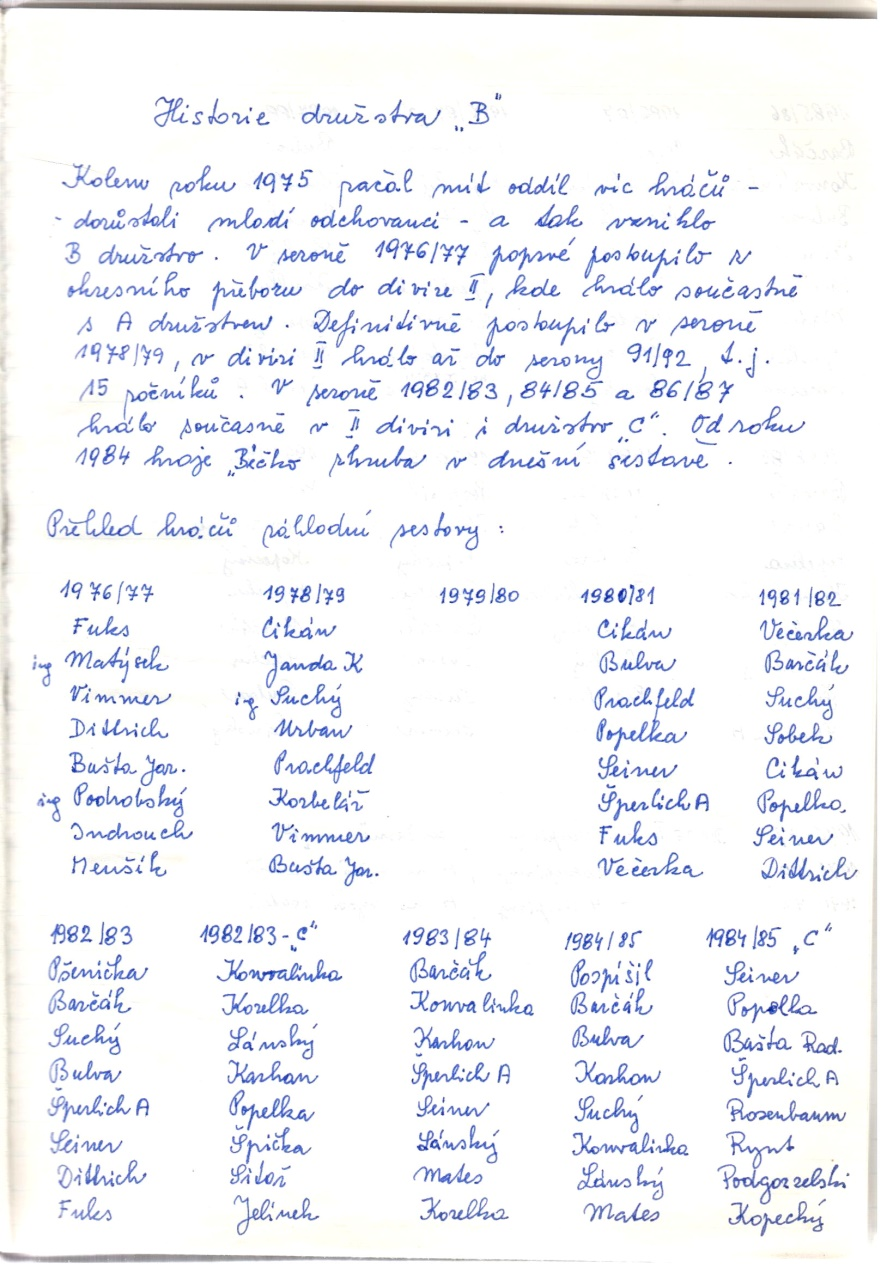 Historie družstva „B"
Kolem roku 1975 začal mít oddíl víc hráčů -
- dorůstali mladí odchovanci - a tak vzniklo
B družstvo. V sezoně 1976/77 poprvé postoupilo z
okresního přeboru do divize II, kde hrálo součastně
s A družstvem. Definitivně postoupilo v sezoně
1978/79, v divizi II hrálo až do sezony 91/92, t.j.
15 ročníků. V sezoně 1982/83, 84/85 a 86/87
hrálo současně v II divizi i družstvo „C". Od roku
1984 hraje „Béčko zhruba v dnešní sestavě.
Přehled hráčů základní sestavy :
1976/77 1978/79 1979/80 1980/81 1981/82
Fuks Cikán Cikán Večerka
ing Matýsek Janda K Bulva Barčák
Vimmer ing Suchý Prachfeld Suchý
Dittrich Urban Popelka Sobek
Bašta Jar. Prachfeld Seiner Cikán
ing Podrobský Korbelář Šperlich A Popelka
Indrouch Vimmer Fuks Seiner
Menšík Bašta Jar. Večerka Dittrich
1982/83 1982/83 - „C" 1983/84 1984/85 1984/85 „C"
Pšenička Konvalinka Barčák Pospíšil Seiner
Barčák Kozelka Konvalinka Barčák Popelka
Suchý Lánský Karhan Bulva Bašta Rad.
Bulva Karhan Šperlich A Karhan Šperlich A
Šperlich A Popelka Seiner Suchý Rosenbaum
Seiner Špička Lánský Konvalinka Rynt
Dittrich Sitař Mates Lánský Podgorzelski
Fuks Jelinek Kozelka Mates Kopecký